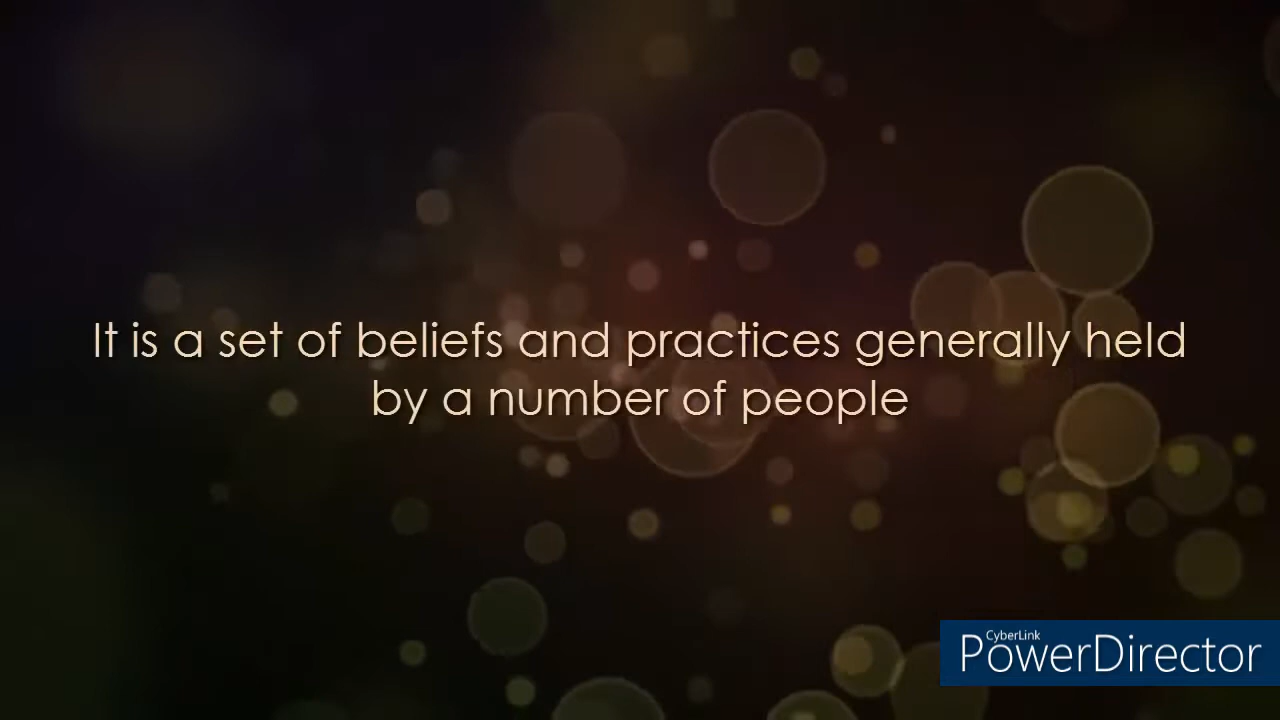 It is a set of beliefs and practices generally held
by a number of people
CyberLink
PowerDirector